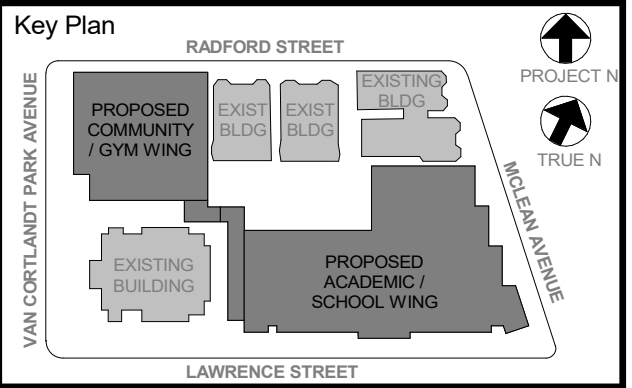 Key Plan
RADFORD STREET
PROJECT N
TRUE N
VAN CORTLANDT PARK AVENUE
PROPOSED
COMMUNITY
/ GYM WING
EXIST
BLDG
EXIST
BLDG
EXISTING
BLDG
MCLEAN AVENUE
EXISTING
BUILDING
PROPOSED
ACADEMIC /
SCHOOL WING
LAWRENCE STREET